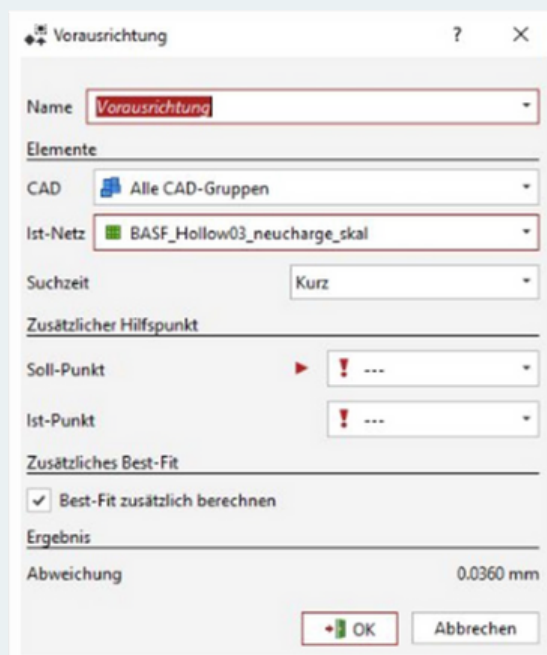 Vorausrichtung ?
Name Vorausrichtung
Elemente
CAD Alle CAD-Gruppen
Ist-Netz BASF_Hollow03_neucharge_skal
Suchzeit Kurz
Zusätzlicher Hilfspunkt
Soll-Punkt ! ---
Ist-Punkt ! ---
Zusätzliches Best-Fit
Best-Fit zusätzlich berechnen
Ergebnis
Abweichung 0.0360 mm
OK Abbrechen